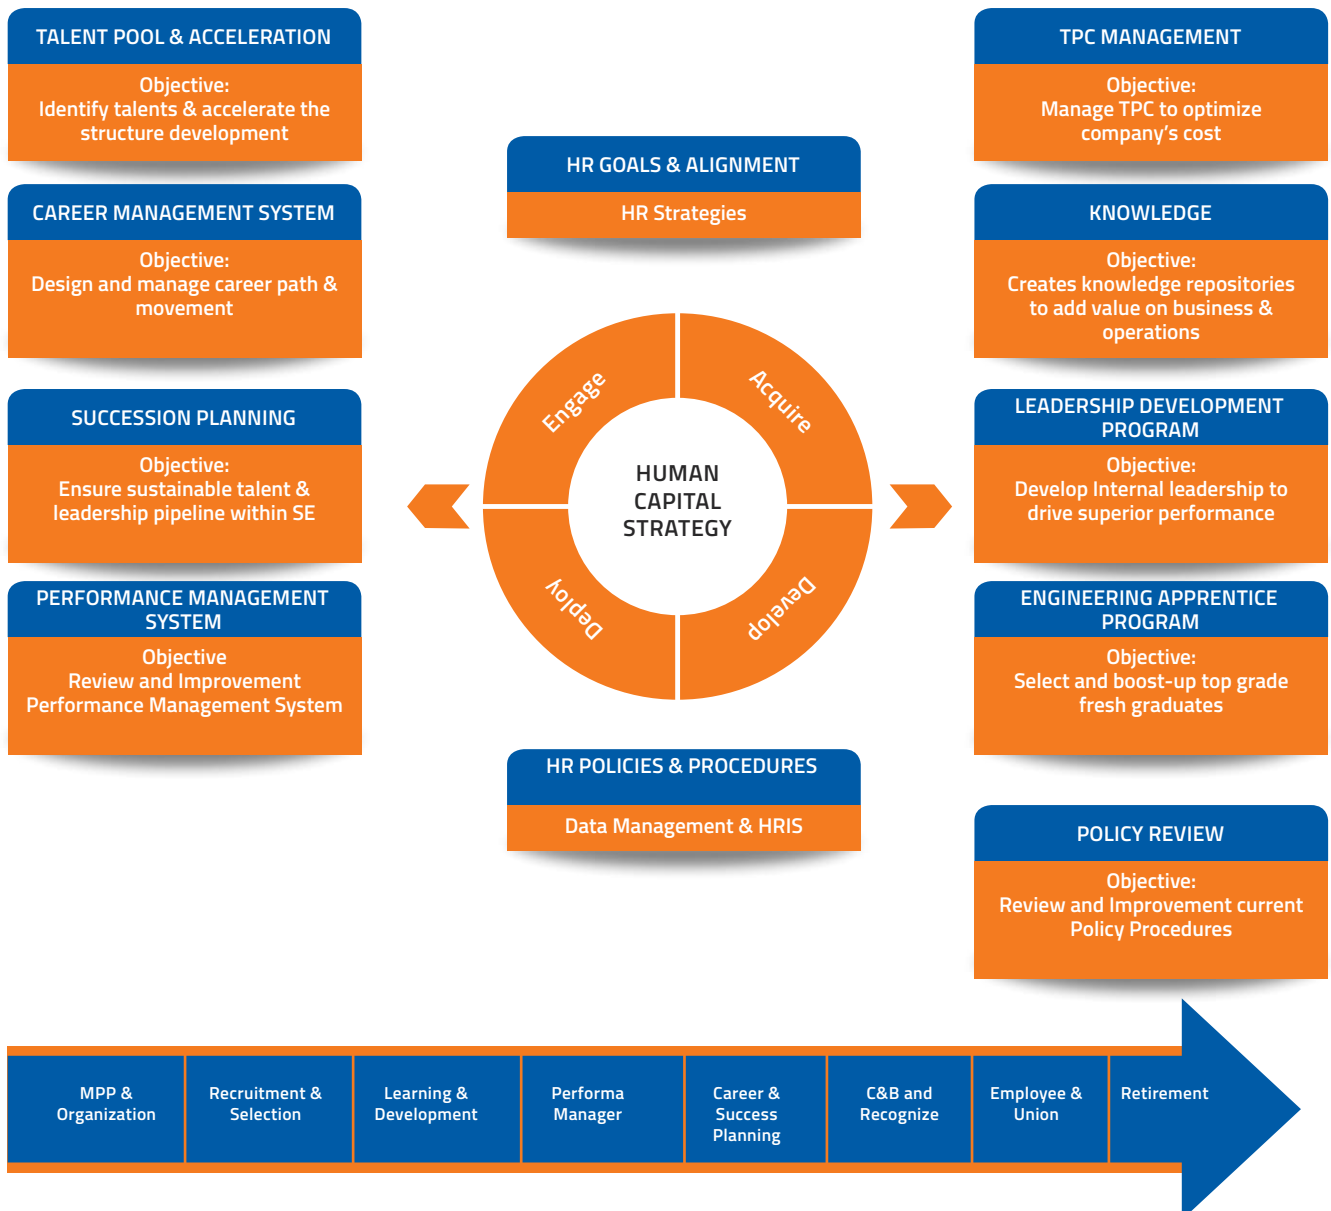 TALENT POOL & ACCELERATION
Objective:
Identify talents & accelerate the
structure development
CAREER MANAGEMENT SYSTEM
Objective:
Design and manage career path &
movement
SUCCESSION PLANNING
Objective:
Ensure sustainable talent &
leadership pipeline within SE
PERFORMANCE MANAGEMENT
SYSTEM
Objective
Review and Improvement
Performance Management System
HR GOALS & ALIGNMENT
HR Strategies
Engage
Acquire
HUMAN
CAPITAL
STRATEGY
Deploy
Develop
HR POLICIES & PROCEDURES
Data Management & HRIS
TPC MANAGEMENT
Objective:
Manage TPC to optimize
company's cost
KNOWLEDGE
Objective:
Creates knowledge repositories
to add value on business &
operations
LEADERSHIP DEVELOPMENT
PROGRAM
Objective:
Develop Internal leadership to
drive superior performance
ENGINEERING APPRENTICE
PROGRAM
Objective:
Select and boost-up top grade
fresh graduates
POLICY REVIEW
Objective:
Review and Improvement current
Policy Procedures
MPP &
Organization
Recruitment &
Selection
Learning &
Development
Performa
Manager
Career &
Success
Planning
C&B and
Recognize
Employee &
Union
Retirement